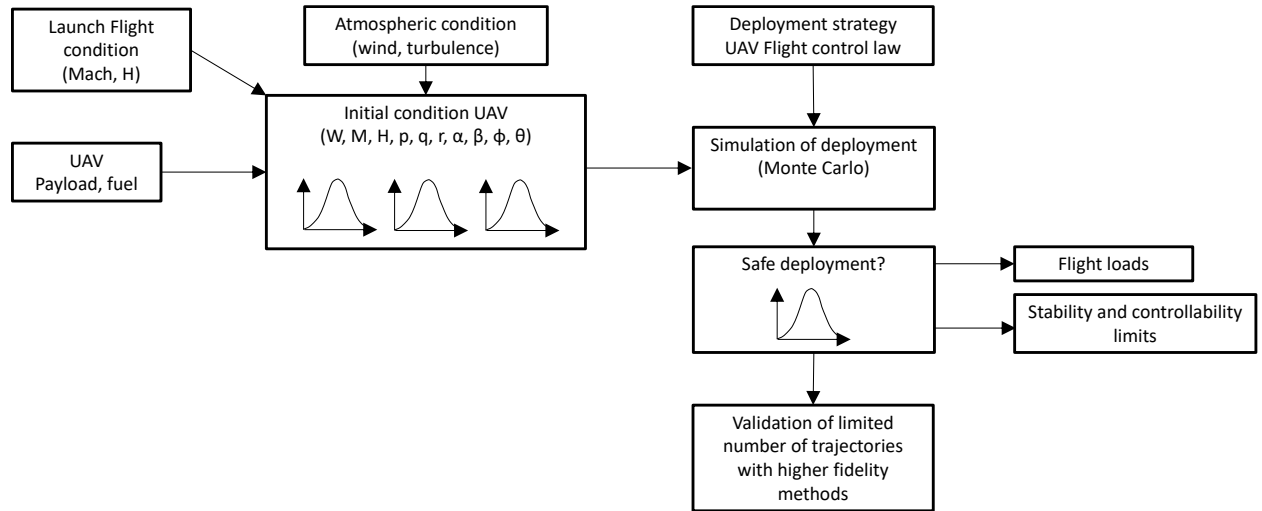 Launch Flight
condition
(Mach, H)
Atmospheric condition
(wind, turbulence)
Deployment strategy
UAV Flight control law
Initial condition UAV
(W, M, H, p, q, r, α, β, ϕ, θ)
UAV
Payload, fuel
Simulation of deployment
(Monte Carlo)
Safe deployment?
Flight loads
Stability and controllability
limits
Validation of limited
number of trajectories
with higher fidelity
methods